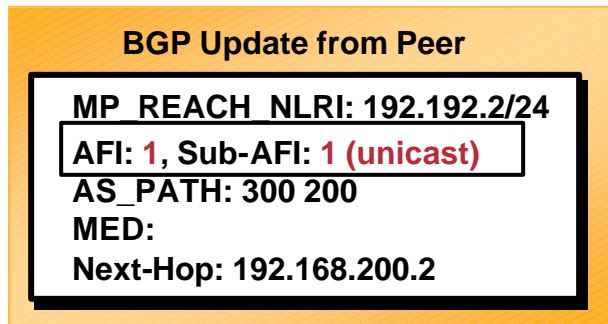 BGP Update from Peer
MP_REACH_NLRI: 192.192.2/24
AFI: 1, Sub-AFI: 1 (unicast)
AS_PATH: 300 200
MED:
Next-Hop: 192.168.200.2